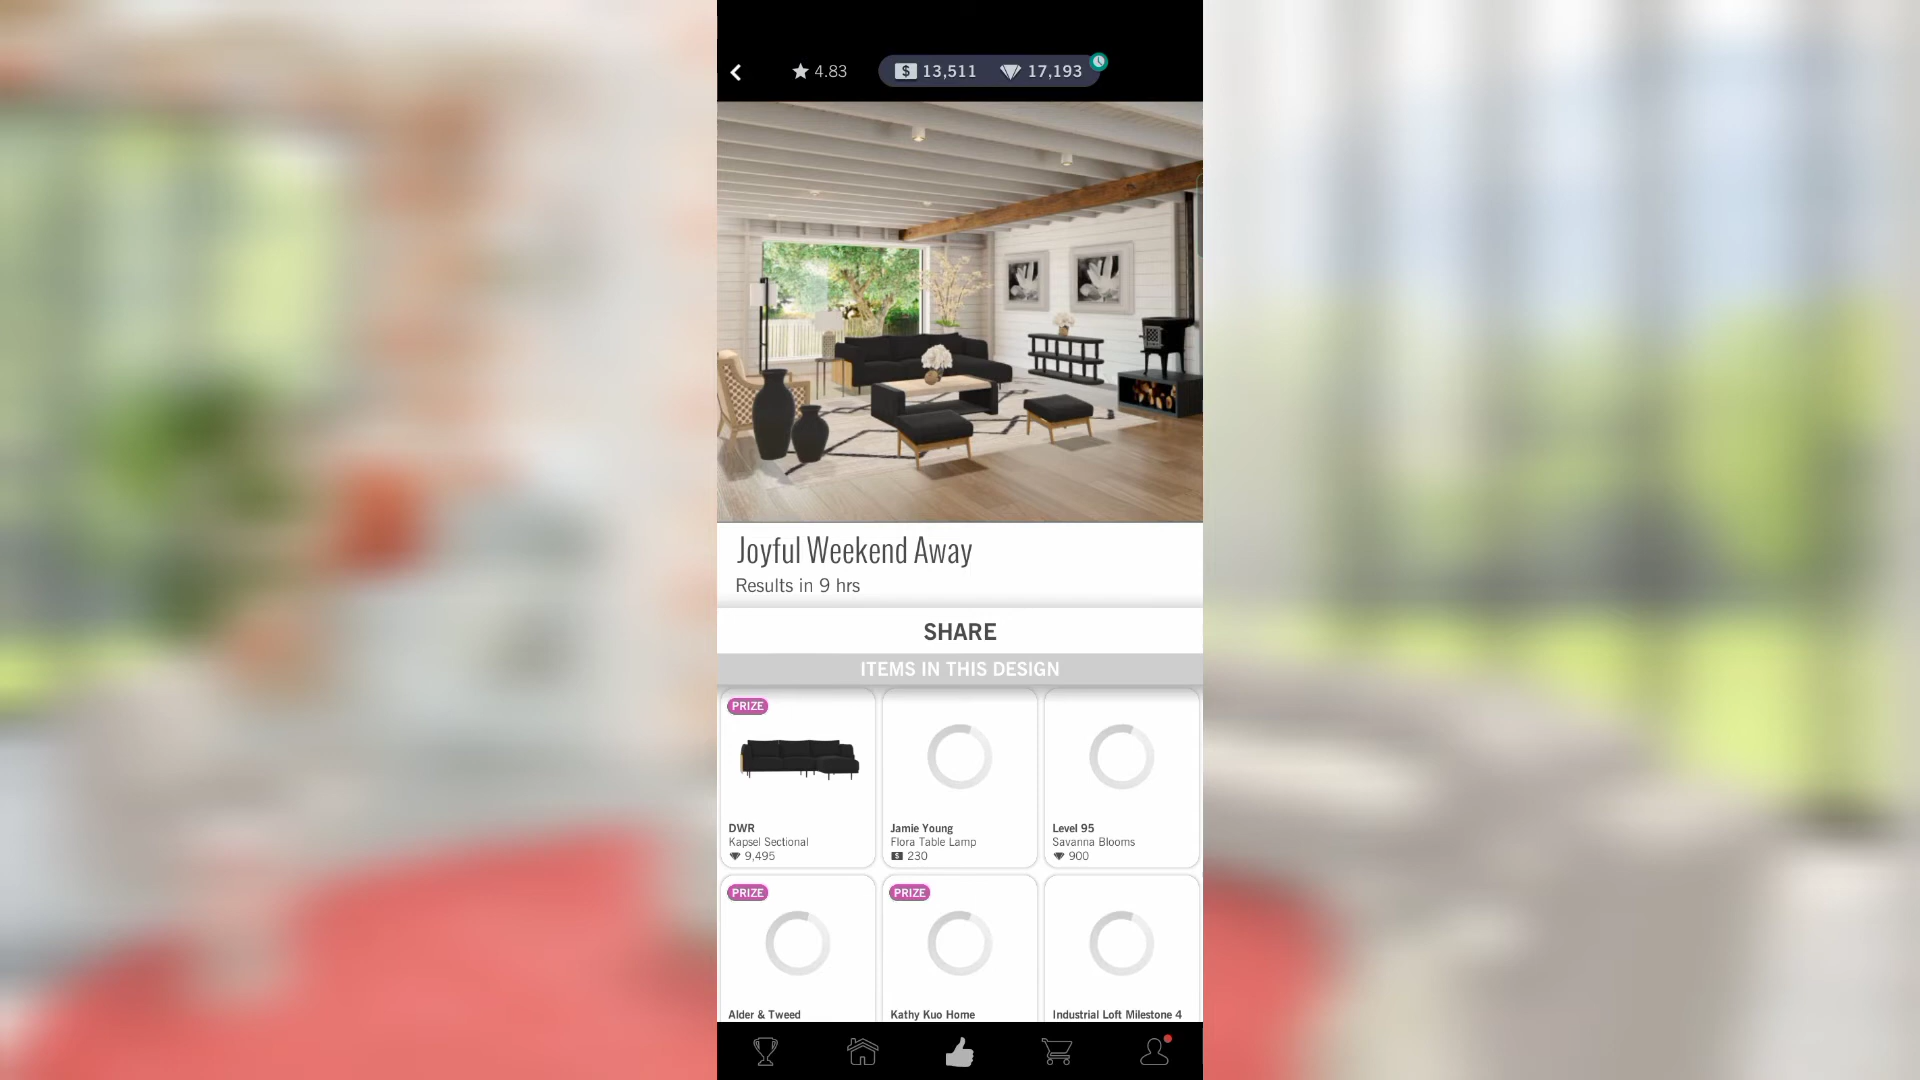 4.83
$ 13,511
17,193
Joyful Weekend Away
Results in 9 hrs
SHARE
ITEMS IN THIS DESIGN
PRIZE
DWR
Kapsel Sectional
9,495
Jamie Young
Flora Table Lamp
$ 230
Level 95
Savanna Blooms
900
PRIZE
Alder & Tweed
PRIZE
Kathy Kuo Home
Industrial Loft Milestone 4